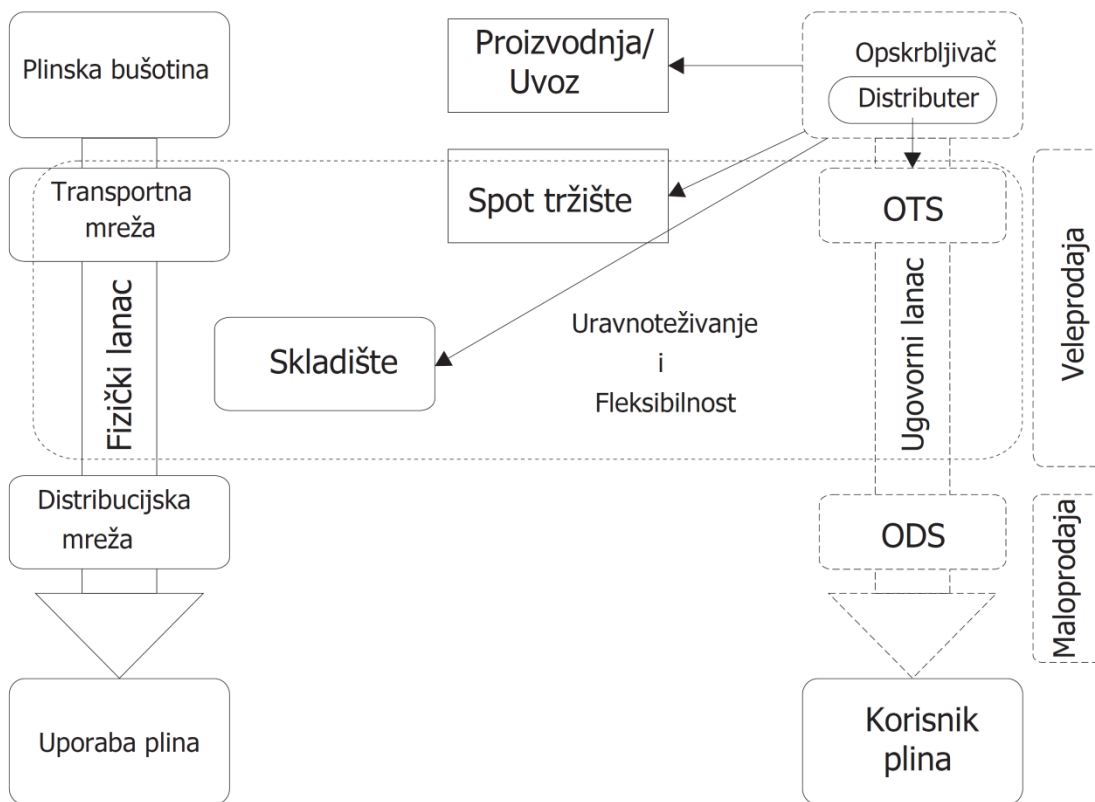 Plinska bušotina
Proizvodnja/
Uvoz
Opskrbljivač
Distributer
Transportna
mreža
Spot tržište
OTS
Fizički lanac
Skladište
Uravnoteživanje
i
Fleksibilnost
Ugovorni lanac
Veleprodaja
Distribucijska
mreža
ODS
Maloprodaja
Uporaba plina
Korisnik
plina